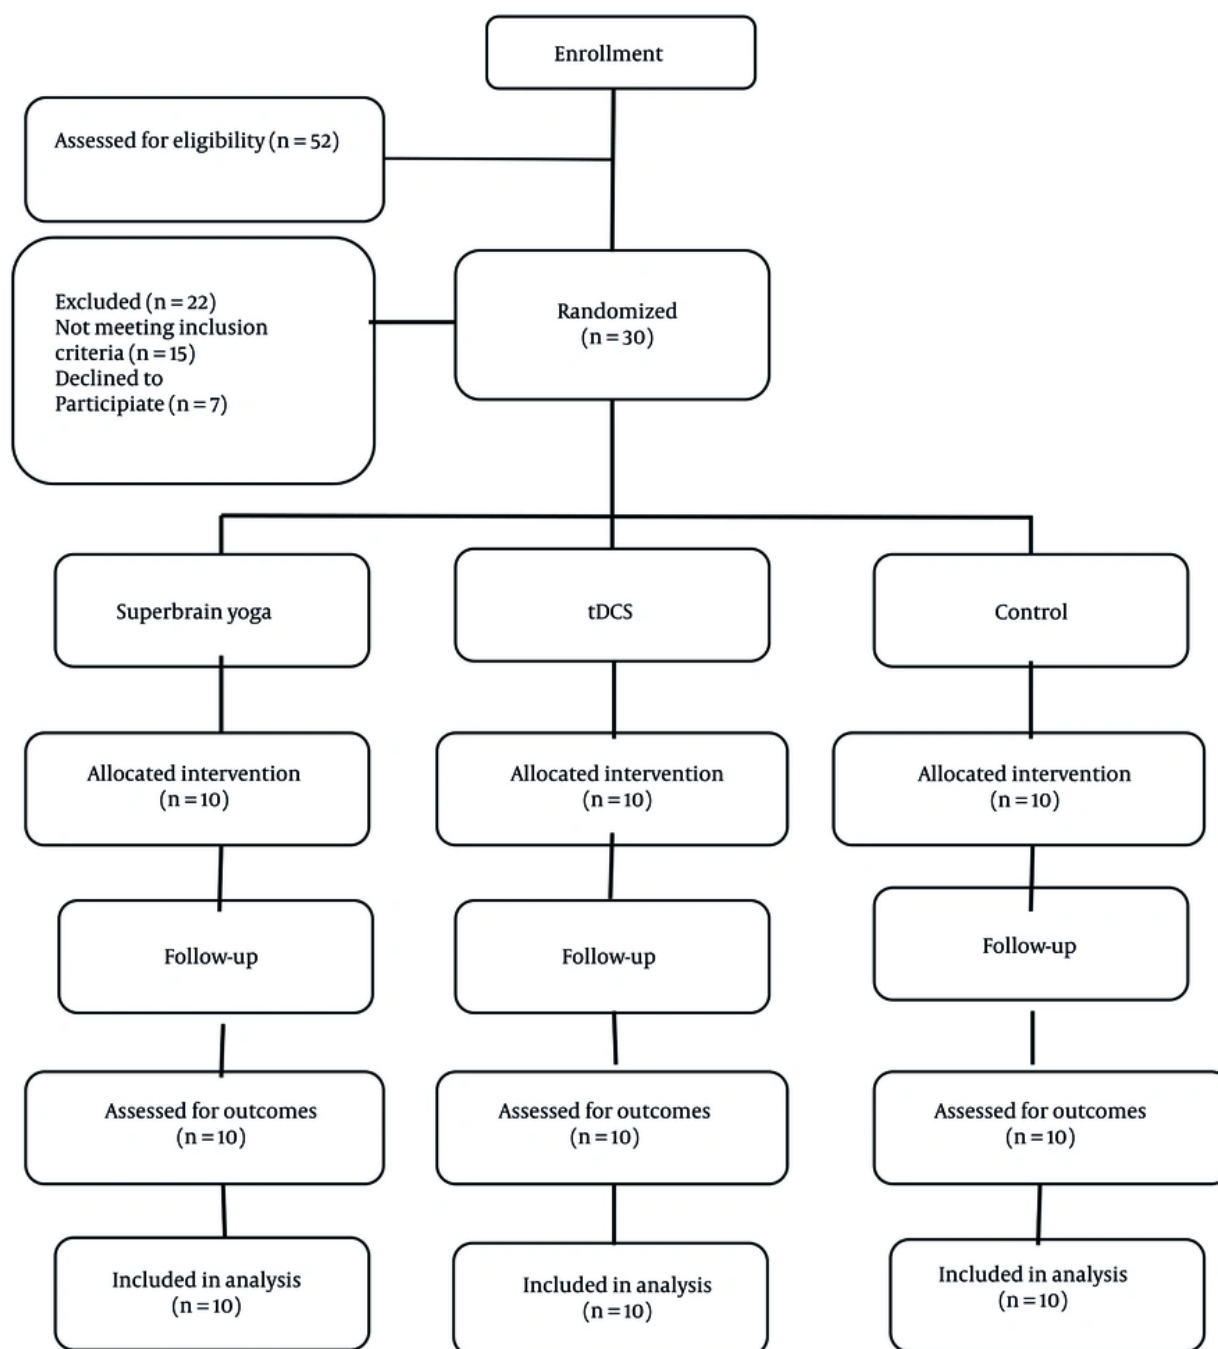 Enrollment
Assessed for eligibility (n = 52)
Excluded (n = 22)
Not meeting inclusion
criteria (n = 15)
Declined to
Participiate (n = 7)
Randomized
(n = 30)
Superbrain yoga
tDCS
Control
Allocated intervention
(n = 10)
Allocated intervention
(n = 10)
Allocated intervention
(n = 10)
Follow-up
Follow-up
Follow-up
Assessed for outcomes
(n = 10)
Assessed for outcomes
(n = 10)
Assessed for outcomes
(n = 10)
Included in analysis
(n = 10)
Included in analysis
(n = 10)
Included in analysis
(n = 10)